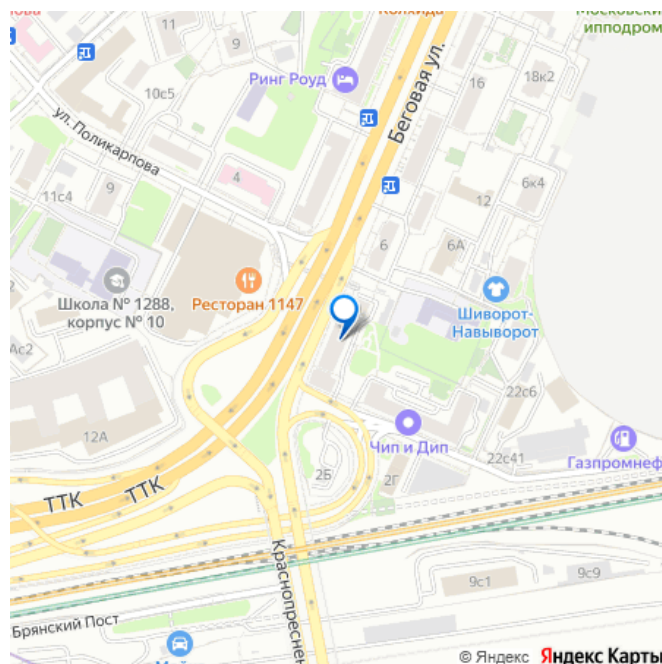 Колхида
Московский
ипподром
11
9
16
18к2
10с5
Ринг Роуд
Беговая ул.
ул. Поликарпова
4
6к4
9
11с4
12
6
6А
Школа № 1288,
корпус № 10
Ресторан 1147
Шиворот-
Навыворот
Ас2
22с6
12А
Чип и Дип
2Б
2Г
22с41
Газпромнеф
ТТК
ТТК
Краснопреснен
9с1
9с9
Брянский Пост
© Яндекс Яндекс Карты